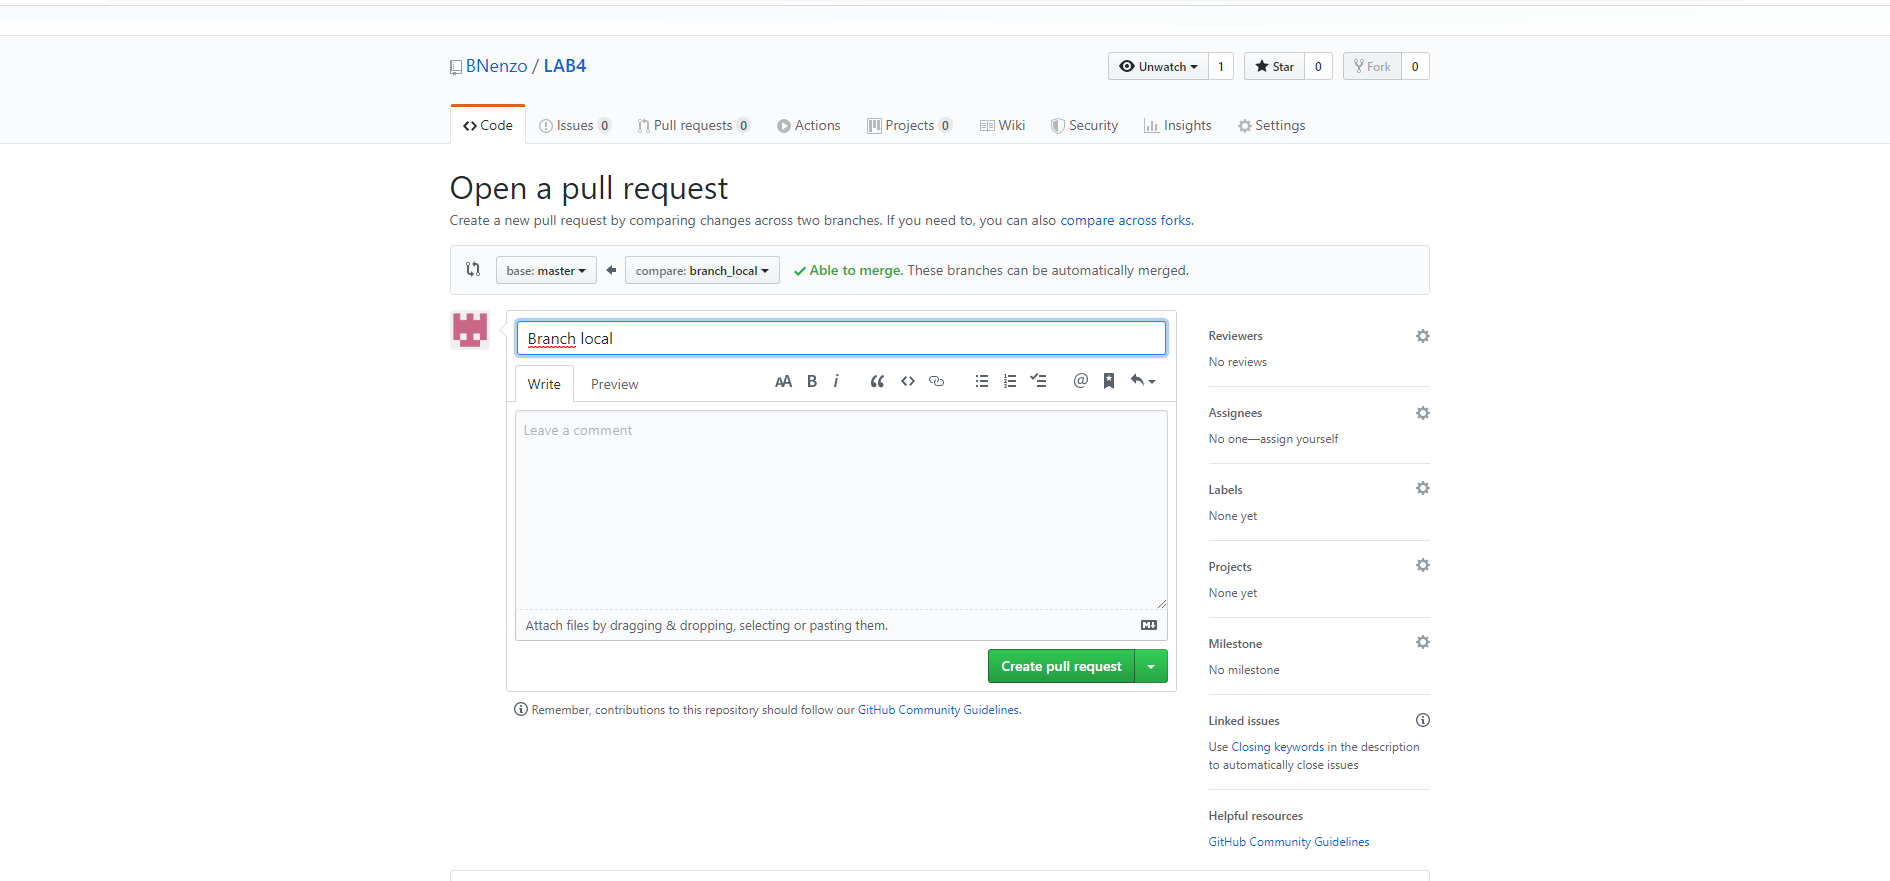 BNenzo / LAB4
Unwatch 1 Star 0 Fork 0
Code Issues 0 Pull requests 0 Actions Projects 0 Wiki Security Insights Settings
Open a pull request
Create a new pull request by comparing changes across two branches. If you need to, you can also compare across forks.
base: master compare: branch_local Able to merge. These branches can be automatically merged.
Branch local
Write Preview AA B i @
Leave a comment
Attach files by dragging & dropping, selecting or pasting them.
Create pull request
Remember, contributions to this repository should follow our GitHub Community Guidelines.
Reviewers
No reviews
Assignees
No one—assign yourself
Labels
None yet
Projects
None yet
Milestone
No milestone
Linked issues
Use Closing keywords in the description
to automatically close issues
Helpful resources
GitHub Community Guidelines